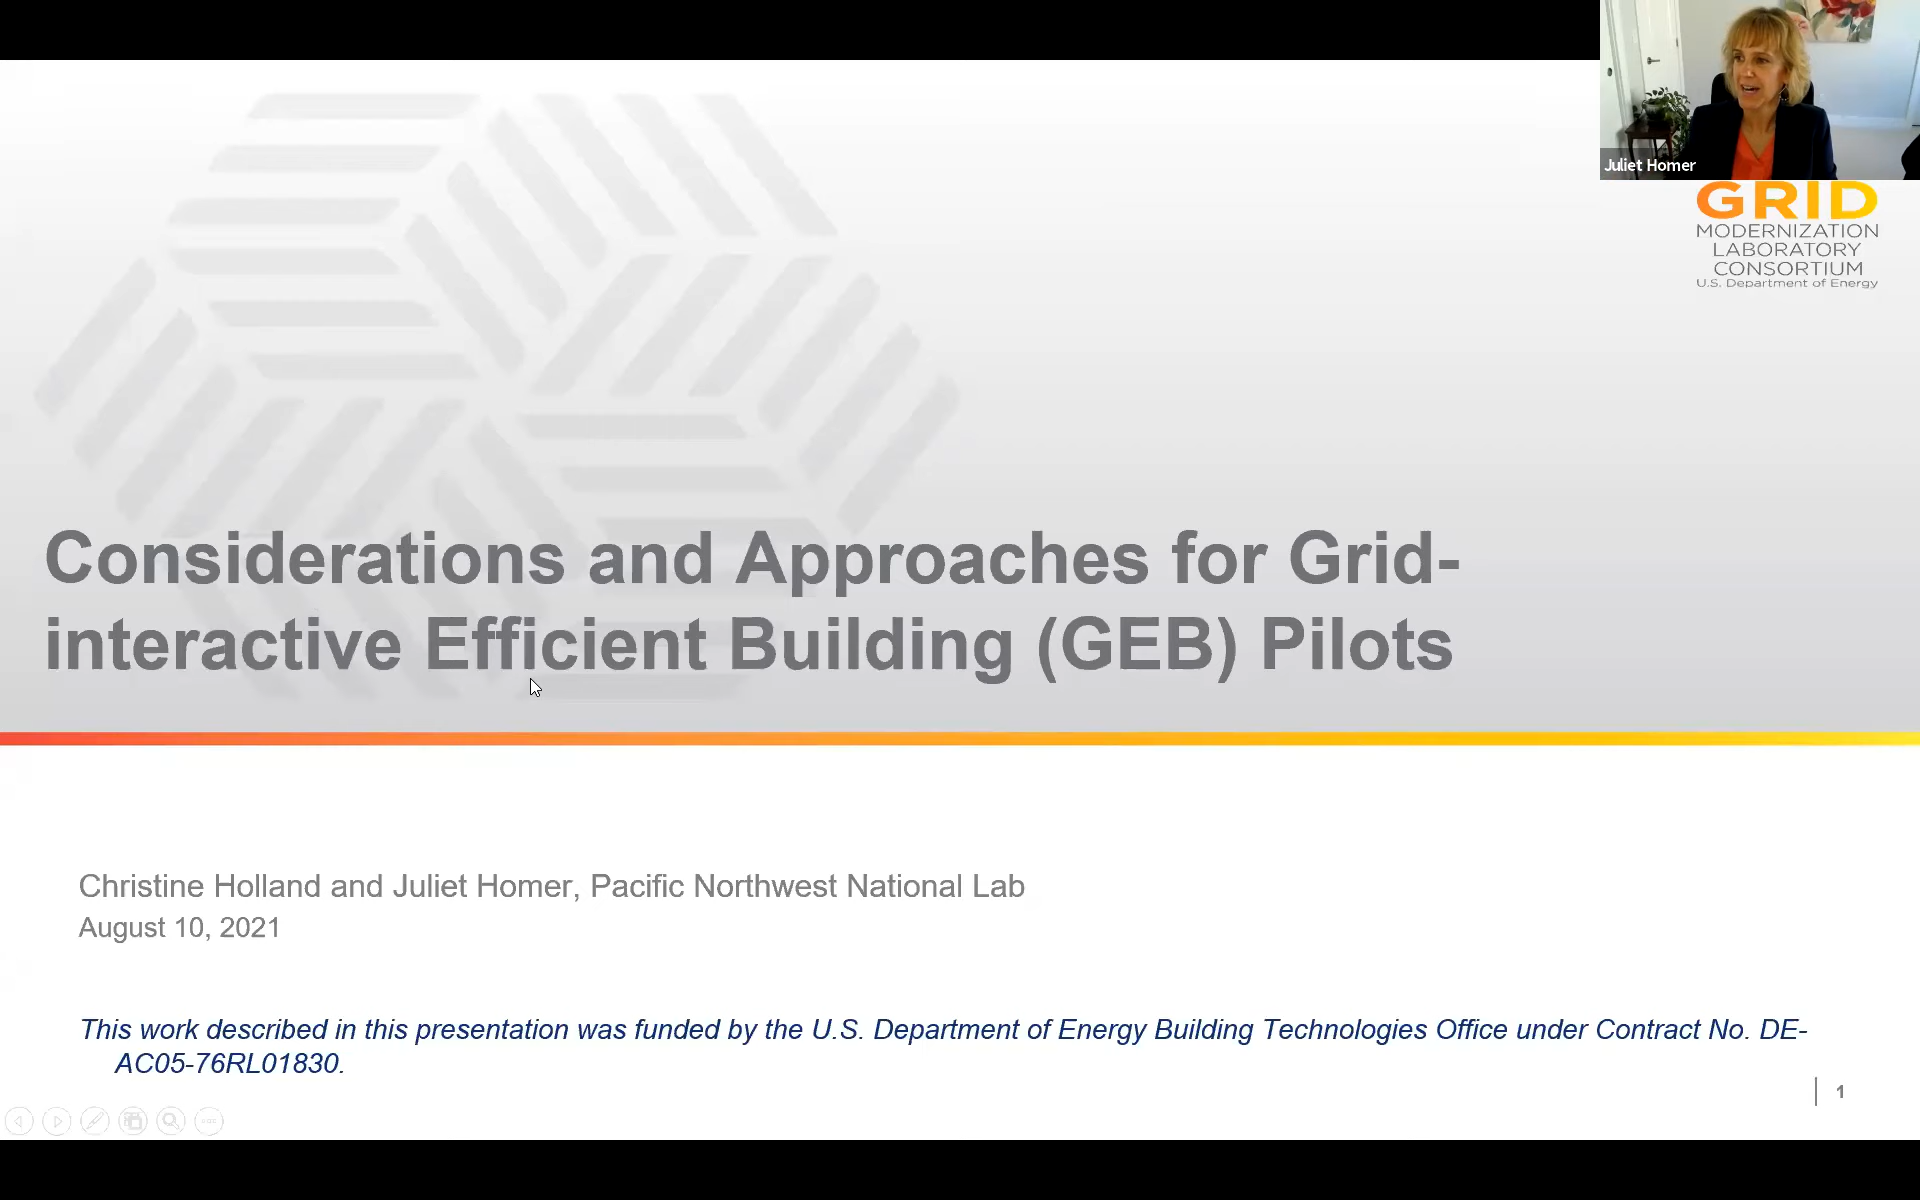 Juliet Homer
GRID
MODERNIZATION
LABORATORY
CONSORTIUM
U.S. Department of Energy
Considerations and Approaches for Grid-
interactive Efficient Building (GEB) Pilots
Christine Holland and Juliet Homer, Pacific Northwest National Lab
August 10, 2021
This work described in this presentation was funded by the U.S. Department of Energy Building Technologies Office under Contract No. DE-
AC05-76RL01830.
1